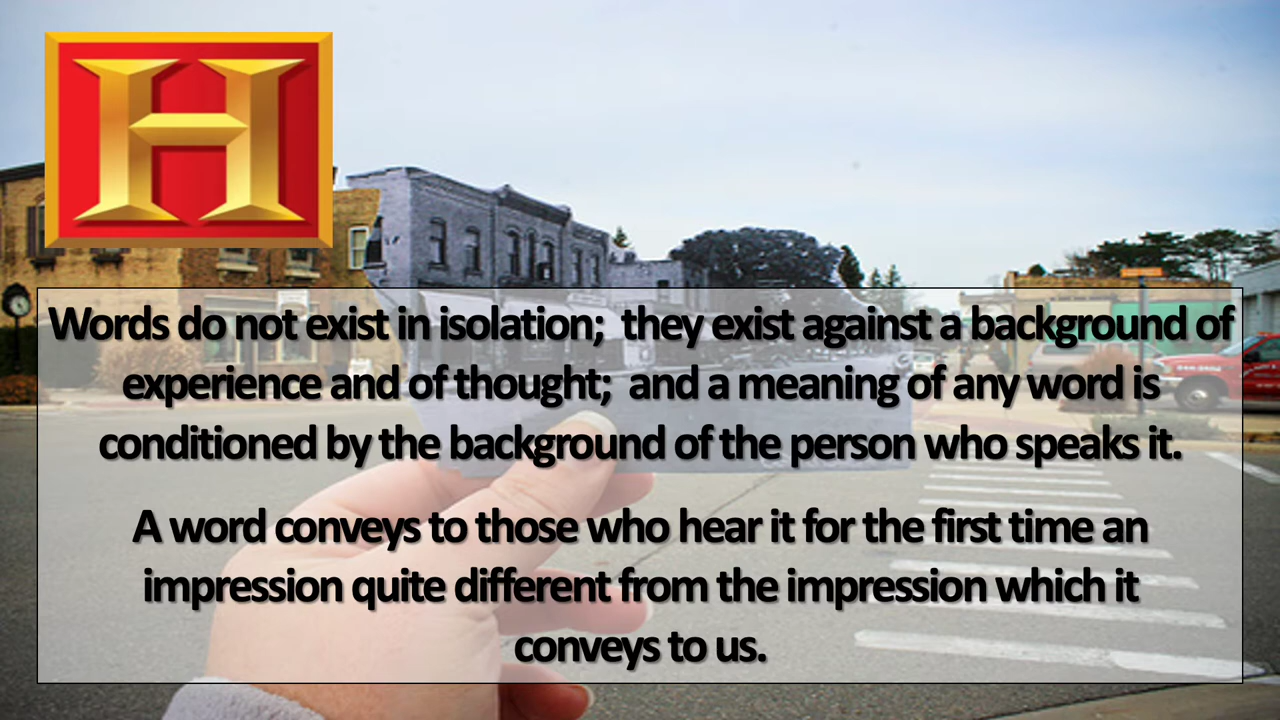 H
Words do not exist in isolation;  they exist against a background of
experience and of thought;  and a meaning of any word is
conditioned by the background of the person who speaks it.
A word conveys to those who hear it for the first time an
impression quite different from the impression which it
conveys to us.